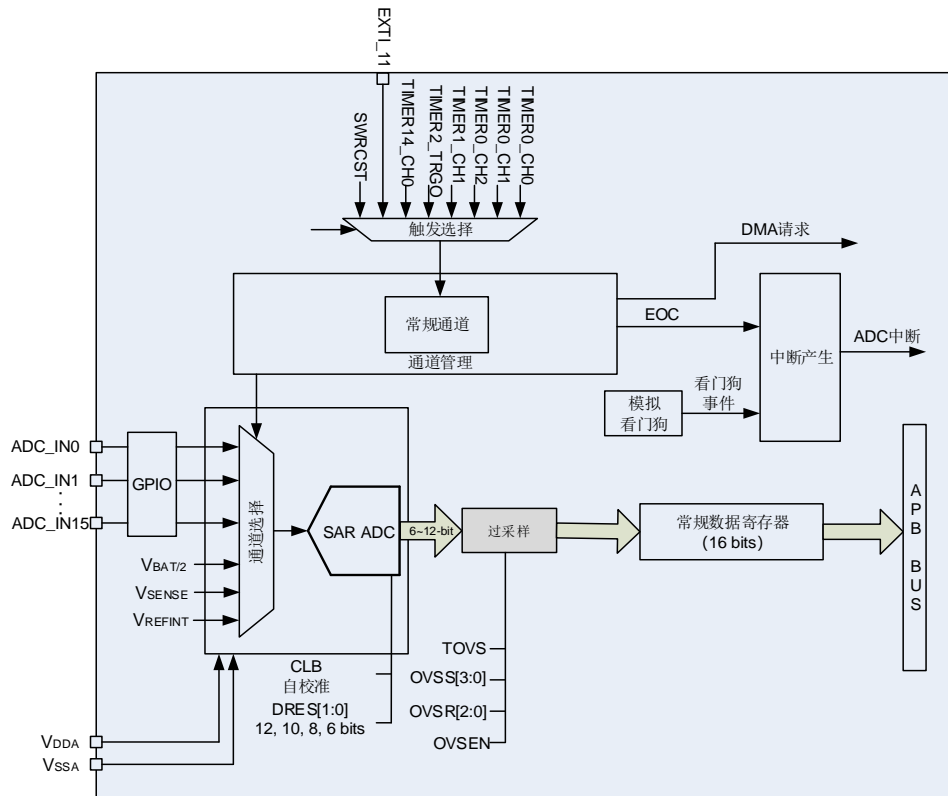 EXTI_11
SWRCST
TIMER14_CH0
TIMER2_TRGO
TIMER1_CH1
TIMER0_CH2
TIMER0_CH1
TIMER0_CH0
触发选择
DMA请求
常规通道
通道管理
EOC
中断产生
ADC中断
模拟
看门狗
看门狗
事件
ADC_IN0
ADC_IN1
⋮
ADC_IN15
GPIO
VBAT/2
VSENSE
VREFINT
通道选择
SAR ADC
6~12-bit
过采样
常规数据寄存器
(16 bits)
APB BUS
CLB
自校准
DRES[1:0]
12, 10, 8, 6 bits
TOVS
OVSS[3:0]
OVSR[2:0]
OVSEN
VDDA
VSSA